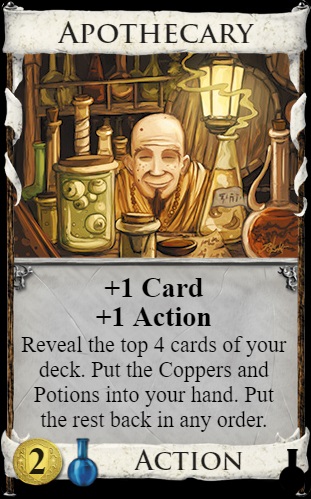 APOTHECARY
+1 Card
+1 Action
Reveal the top 4 cards of your
deck. Put the Coppers and
Potions into your hand. Put
the rest back in any order.
2 ACTION